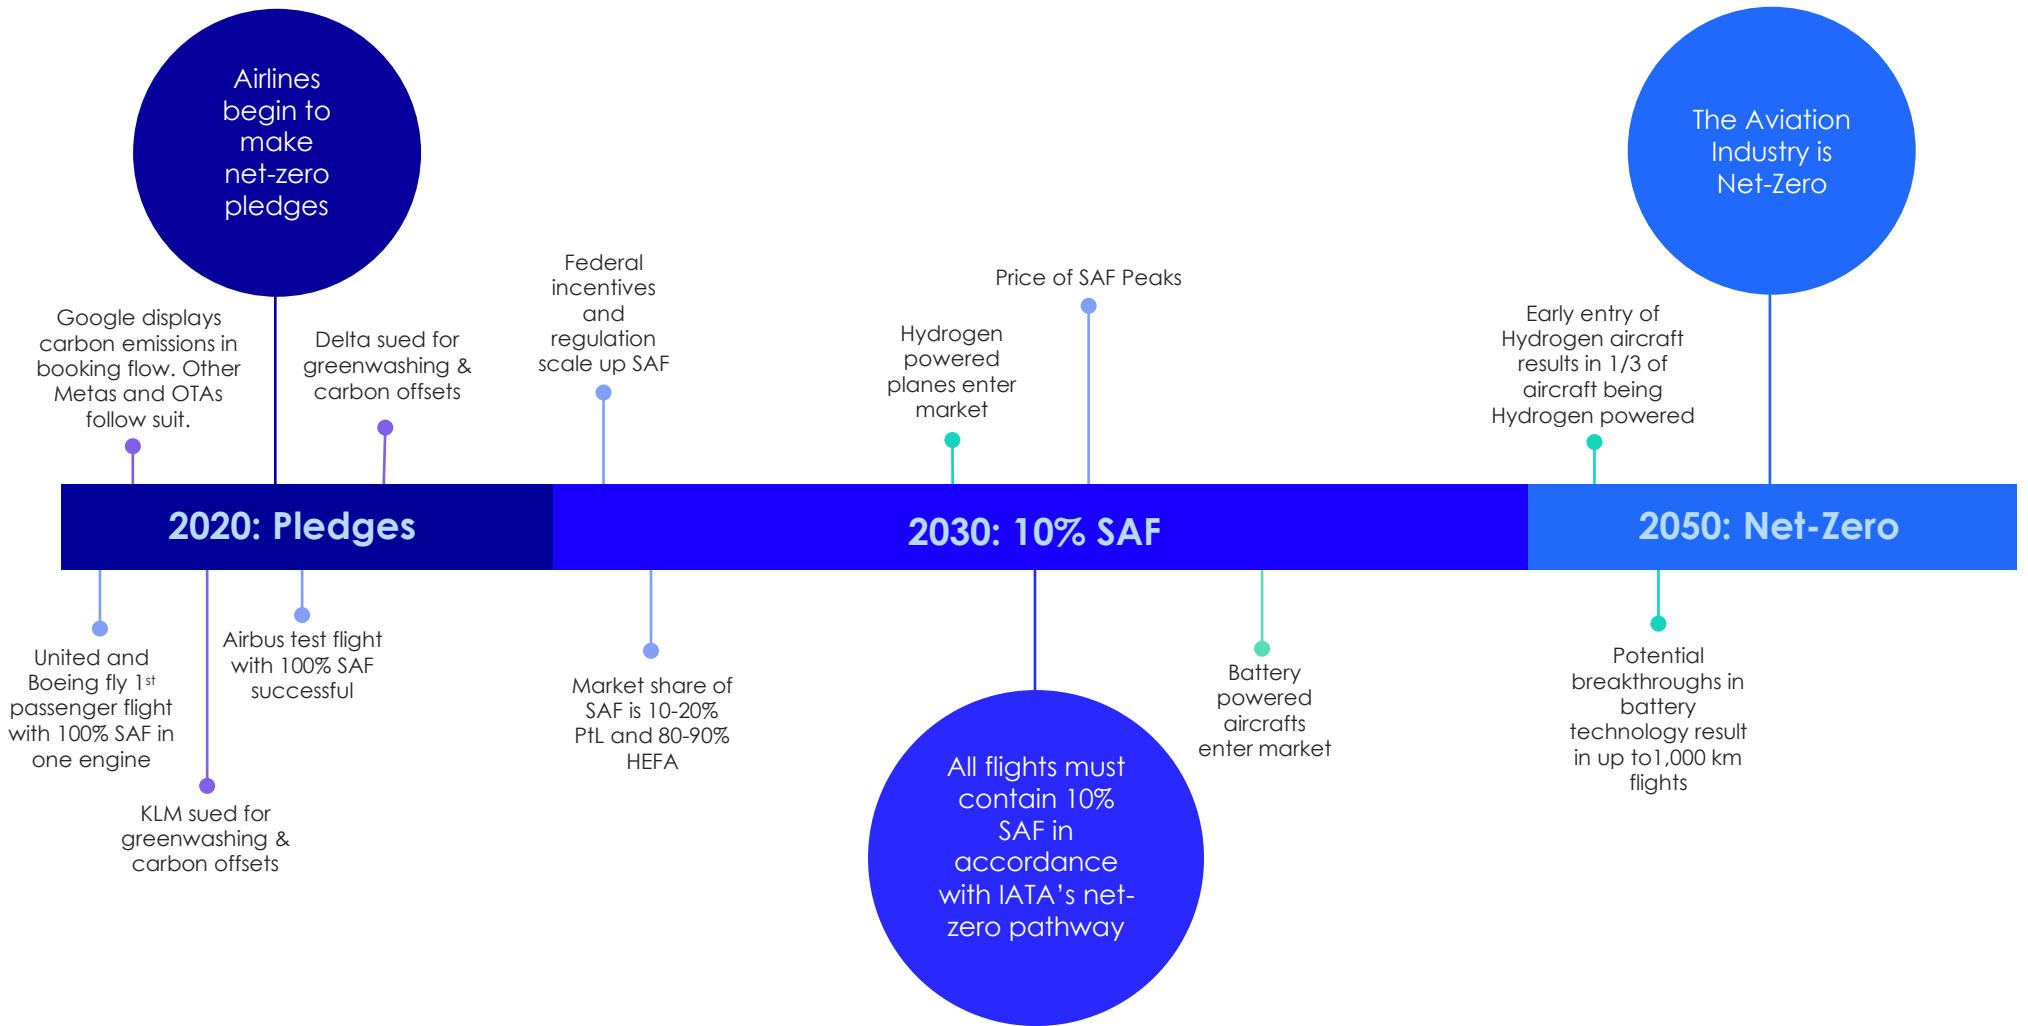 Airlines
begin to
make
net-zero
pledges
The Aviation
Industry is
Net-Zero
Google displays
carbon emissions in
booking flow. Other
Metas and OTAs
follow suit.
Delta sued for
greenwashing &
carbon offsets
Federal
incentives
and
regulation
scale up SAF
Hydrogen
powered
planes enter
market
Price of SAF Peaks
Early entry of
Hydrogen aircraft
results in 1/3 of
aircraft being
Hydrogen powered
2020: Pledges
2030: 10% SAF
2050: Net-Zero
United and
Boeing fly 1st
passenger flight
with 100% SAF in
one engine
KLM sued for
greenwashing &
carbon offsets
Airbus test flight
with 100% SAF
successful
Market share of
SAF is 10-20%
PtL and 80-90%
HEFA
All flights must
contain 10%
SAF in
accordance
with IATA’s net-
zero pathway
Battery
powered
aircrafts
enter market
Potential
breakthroughs in
battery
technology result
in up to1,000 km
flights